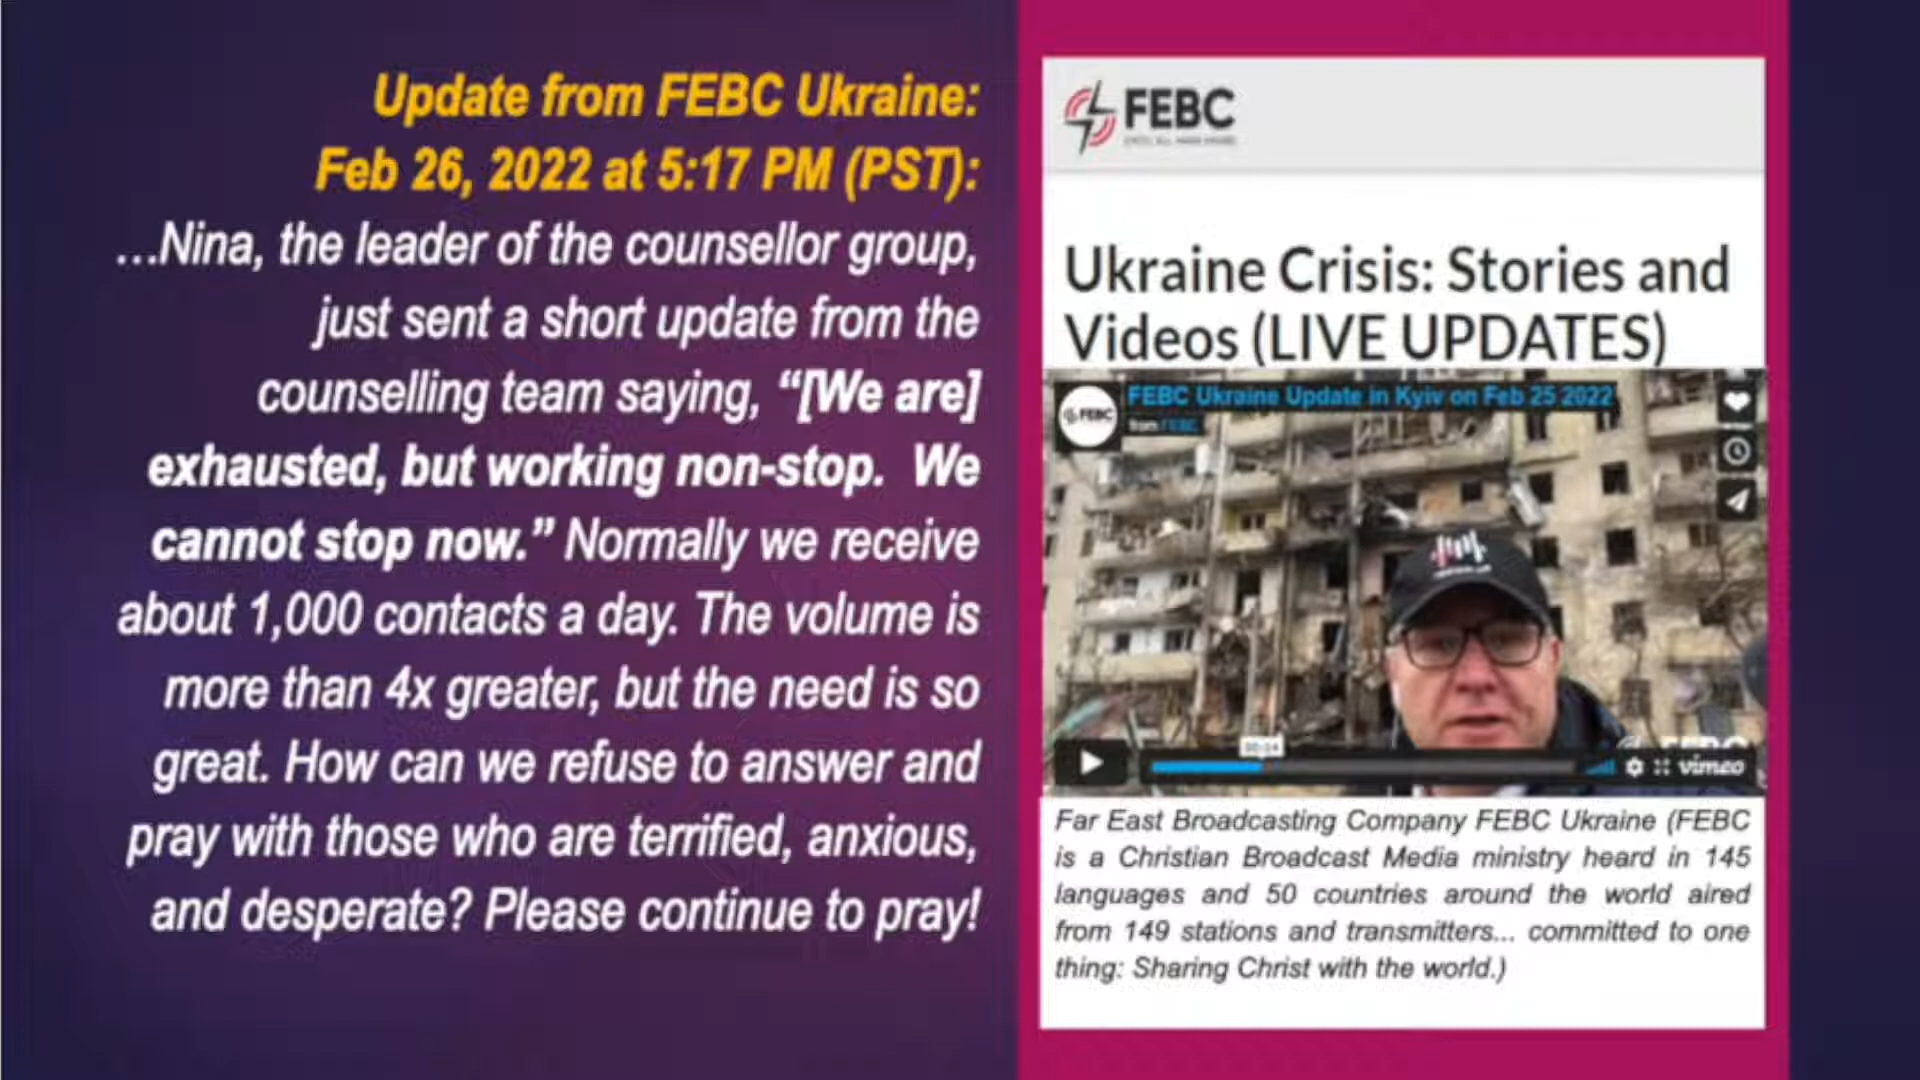 Update from FEBC Ukraine:
Feb 26, 2022 at 5:17 PM (PST):
…Nina, the leader of the counsellor group,
just sent a short update from the
counselling team saying, “[We are]
exhausted, but working non-stop. We
cannot stop now.” Normally we receive
about 1,000 contacts a day. The volume is
more than 4x greater, but the need is so
great. How can we refuse to answer and
pray with those who are terrified, anxious,
and desperate? Please continue to pray!
FEBC
Ukraine Crisis: Stories and
Videos (LIVE UPDATES)
FEBC
FEBC Ukraine Update in Kyiv on Feb 25 2022
from FEBC
FEBC
vimeo
Far East Broadcasting Company FEBC Ukraine (FEBC
is a Christian Broadcast Media ministry heard in 145
languages and 50 countries around the world aired
from 149 stations and transmitters... committed to one
thing: Sharing Christ with the world.)